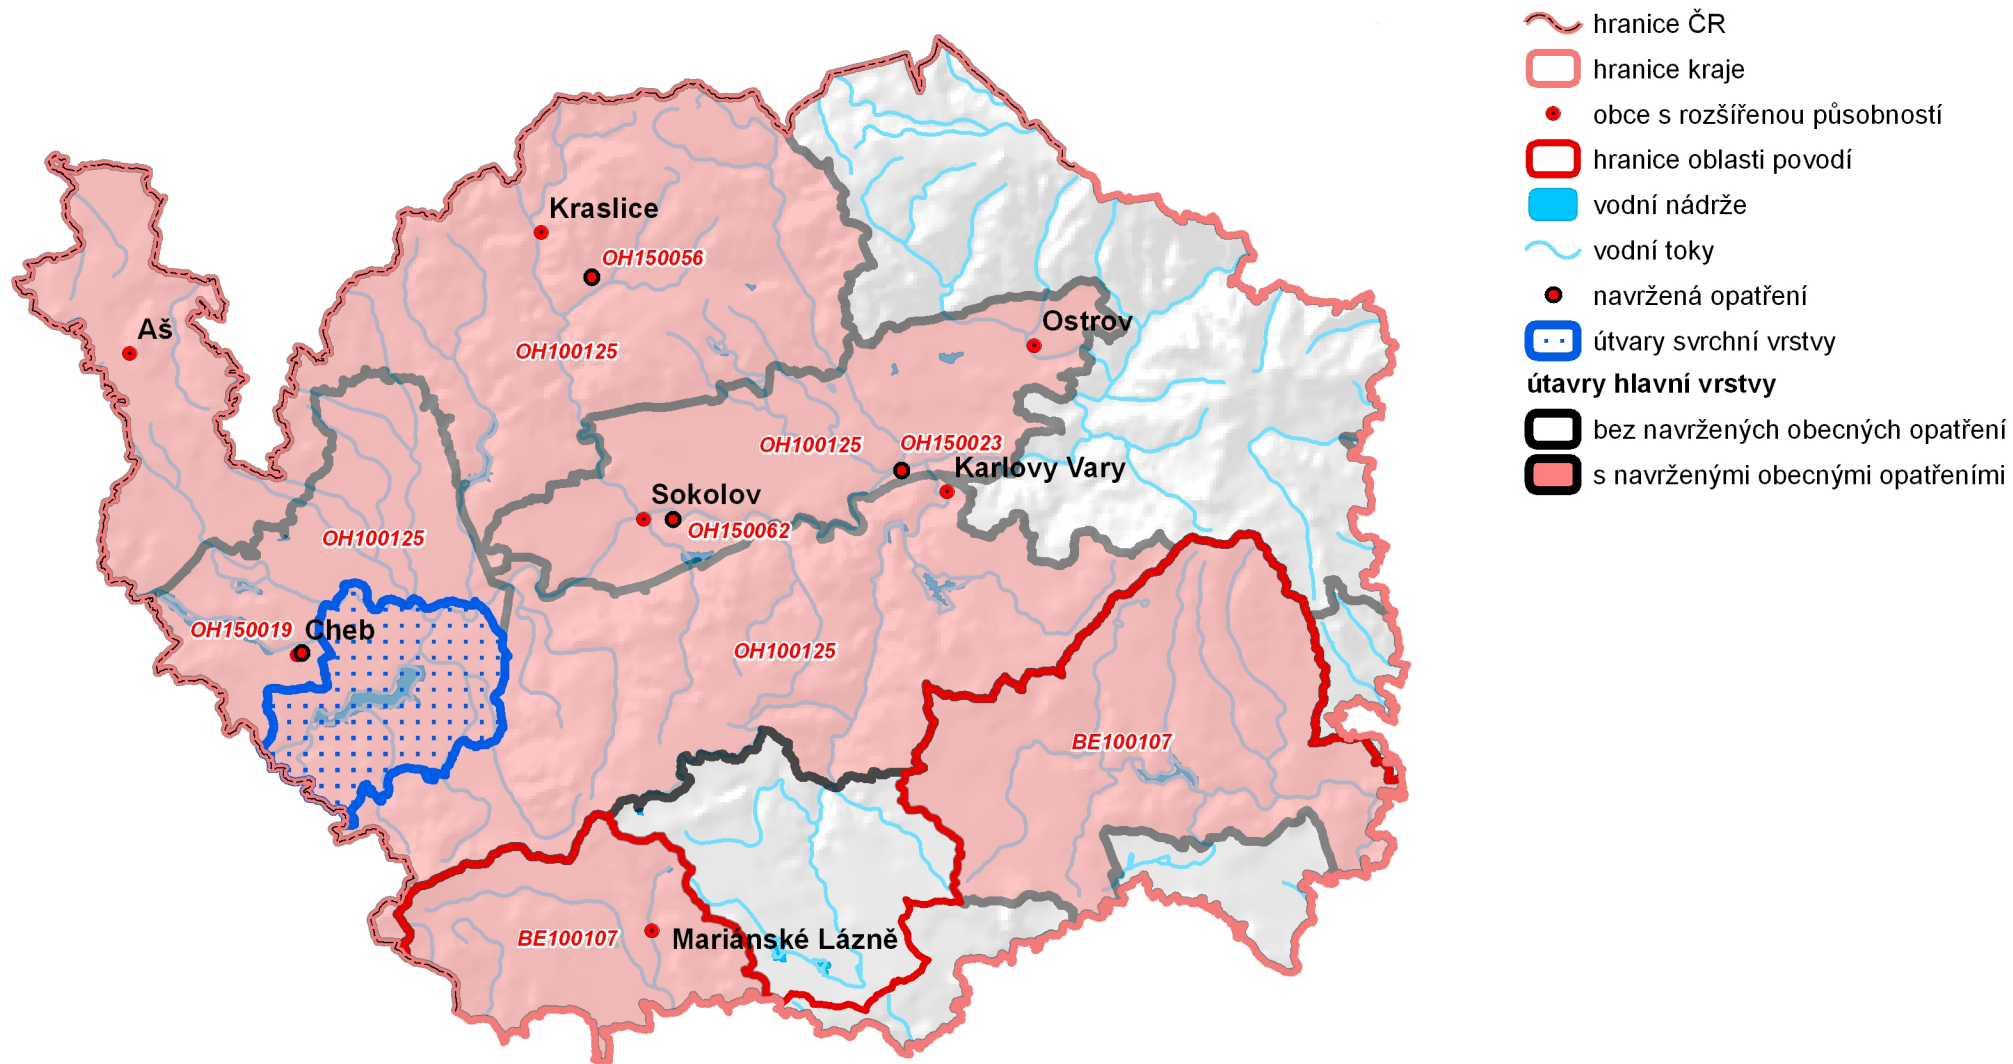 hranice ČR
hranice kraje
obce s rozšířenou působností
hranice oblasti povodí
vodní nádrže
vodní toky
navržená opatření
útvary svrchní vrstvy
útavry hlavní vrstvy
bez navržených obecných opatření
s navrženými obecnými opatřeními
Kraslice
OH150056
Aš
Ostrov
OH100125
OH100125
OH150023
Karlovy Vary
Sokolov
OH150062
OH100125
OH150019
Cheb
OH100125
BE100107
BE100107
Mariánské Lázně